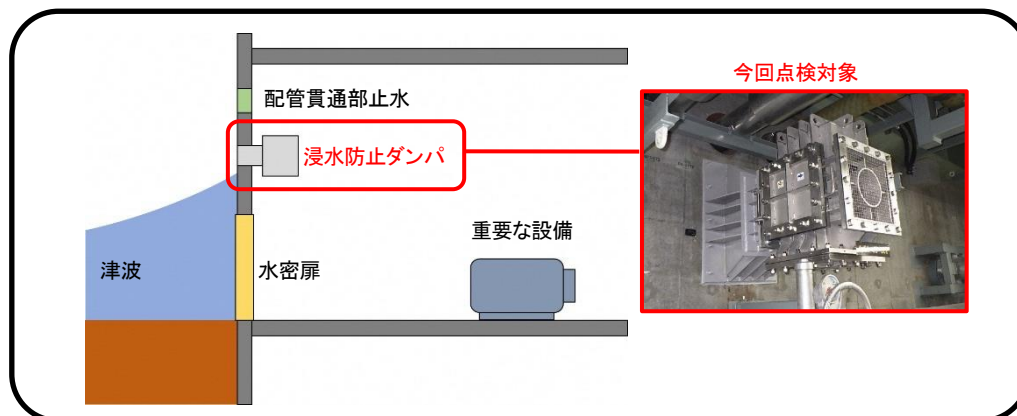 今回点検対象
配管貫通部止水
浸水防止ダンパ
重要な設備
津波
水密扉